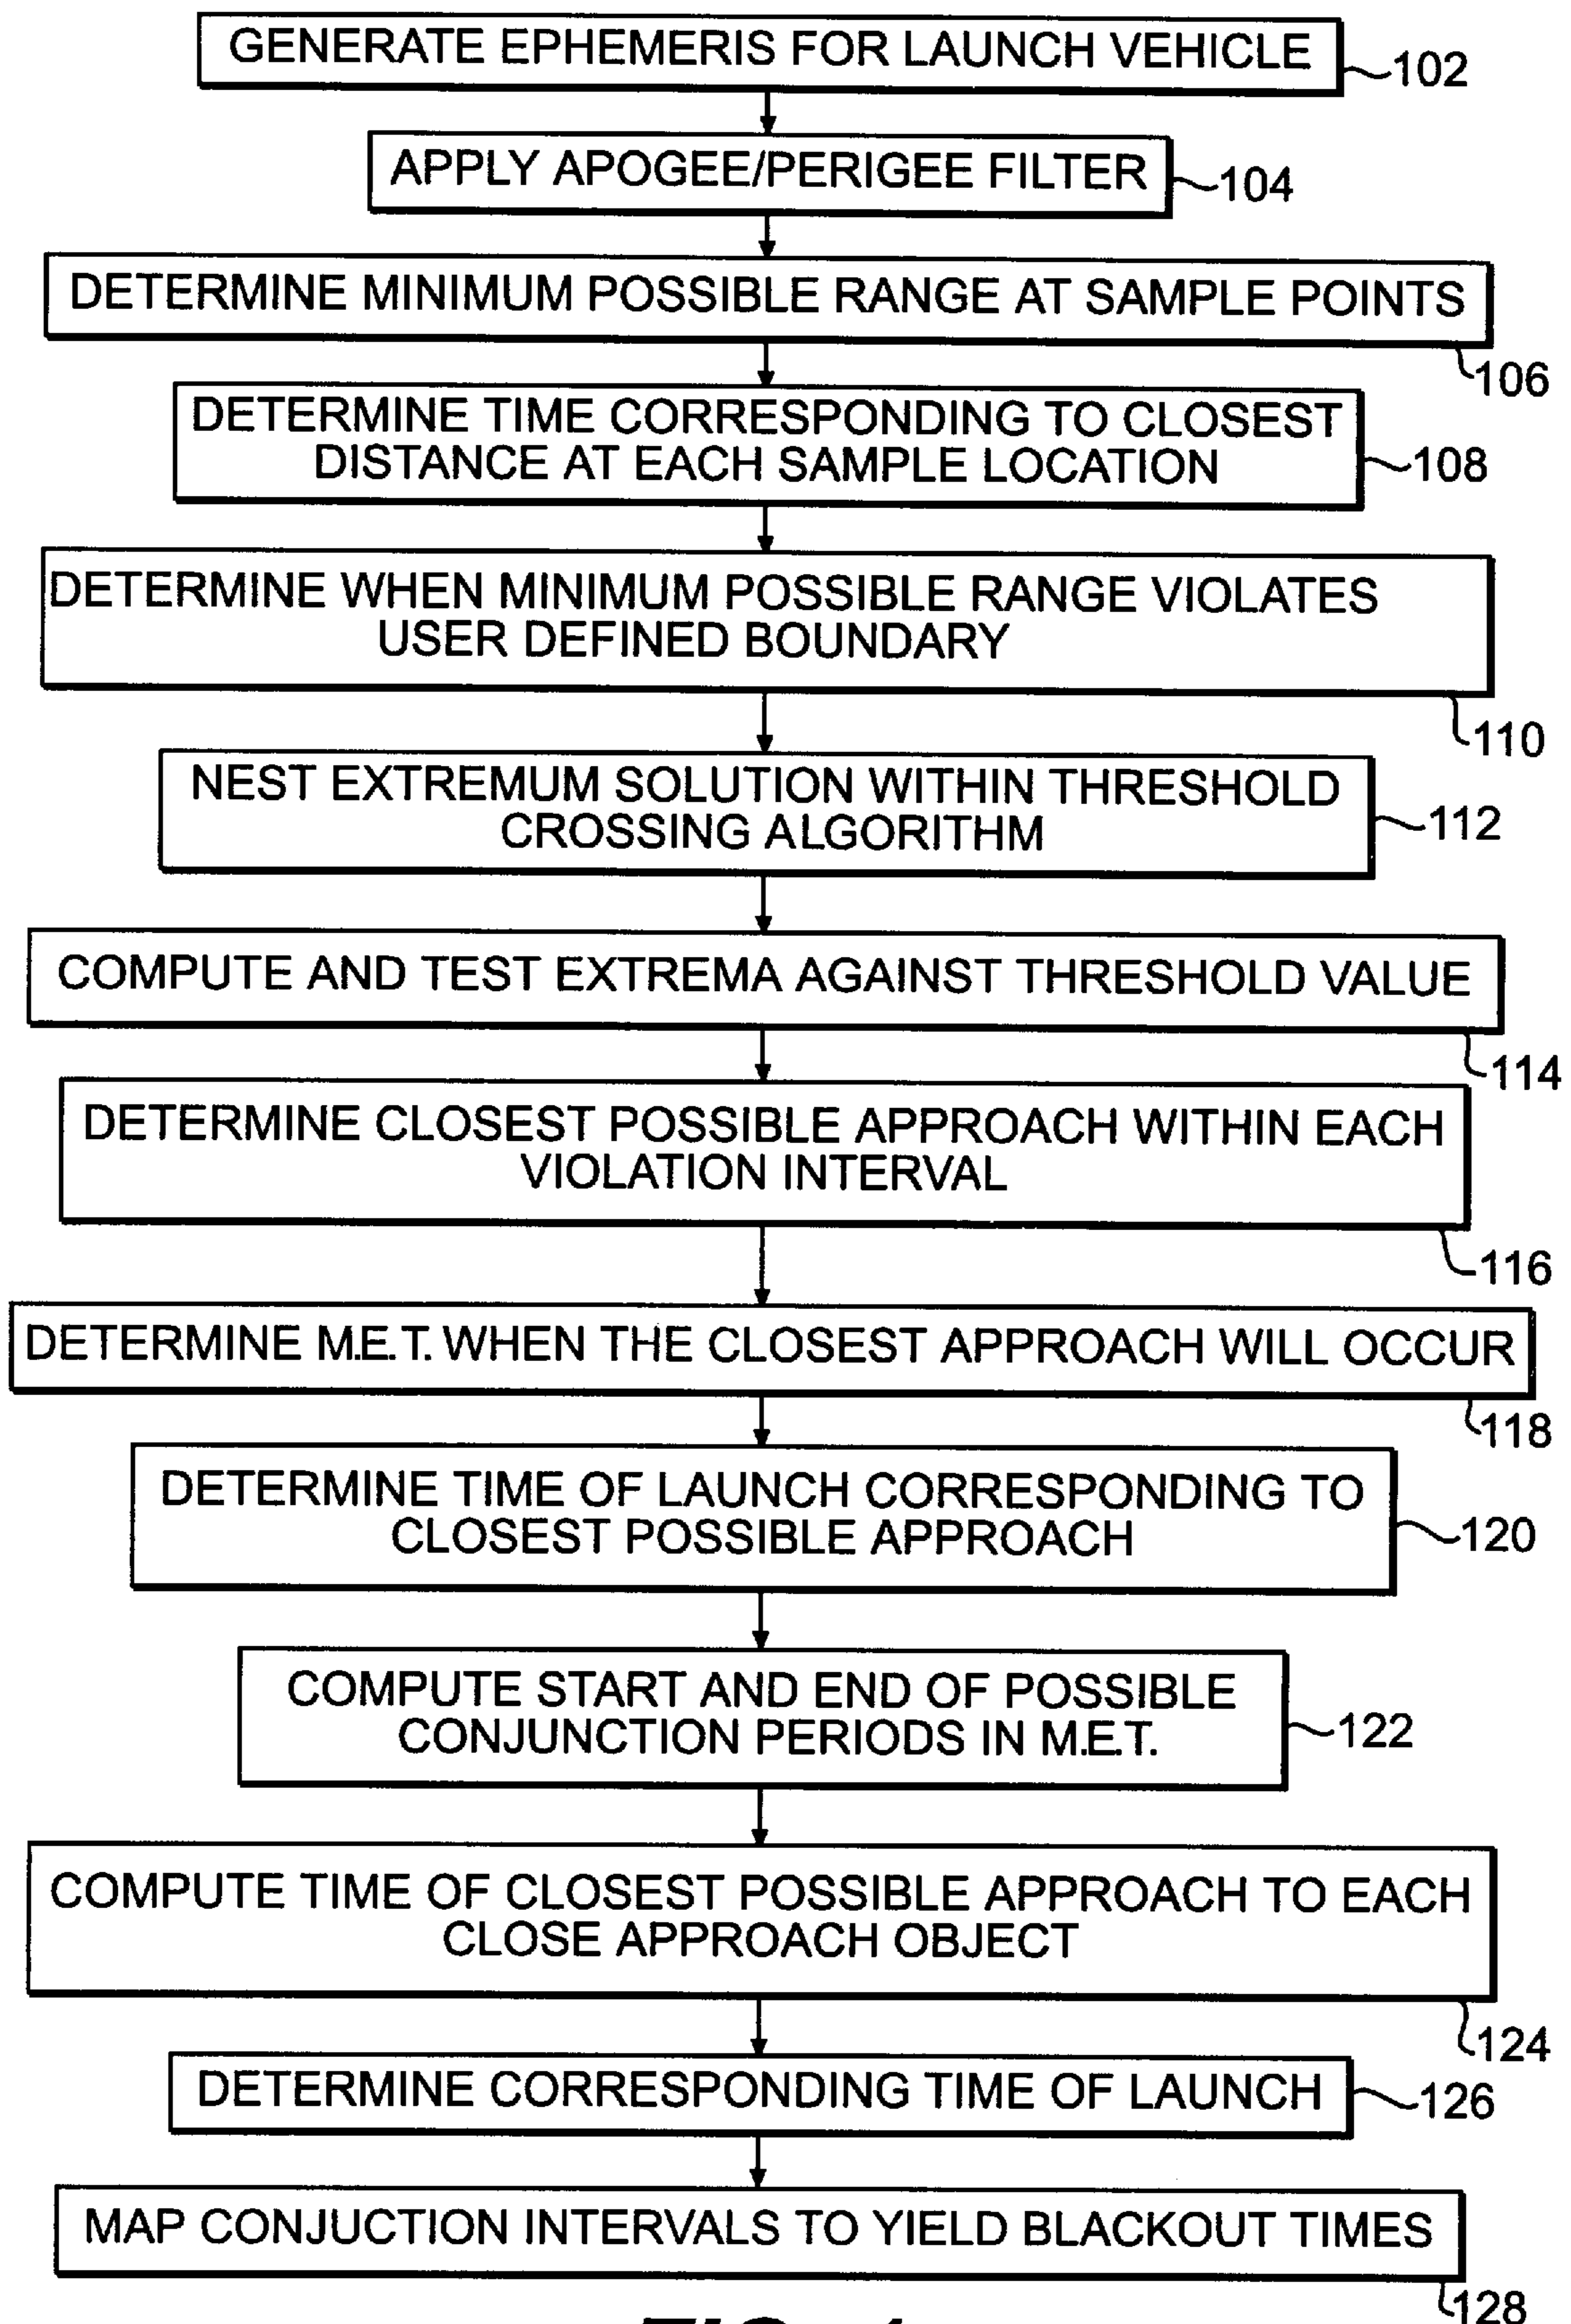 GENERATE EPHEMERIS FOR LAUNCH VEHICLE
102
APPLY APOGEE/PERIGEE FILTER
104
DETERMINE MINIMUM POSSIBLE RANGE AT SAMPLE POINTS
106
DETERMINE TIME CORRESPONDING TO CLOSEST
DISTANCE AT EACH SAMPLE LOCATION
108
DETERMINE WHEN MINIMUM POSSIBLE RANGE VIOLATES
USER DEFINED BOUNDARY
110
NEST EXTREMUM SOLUTION WITHIN THRESHOLD
CROSSING ALGORITHM
112
COMPUTE AND TEST EXTREMA AGAINST THRESHOLD VALUE
114
DETERMINE CLOSEST POSSIBLE APPROACH WITHIN EACH
VIOLATION INTERVAL
116
DETERMINE M.E.T. WHEN THE CLOSEST APPROACH WILL OCCUR
118
DETERMINE TIME OF LAUNCH CORRESPONDING TO
CLOSEST POSSIBLE APPROACH
120
COMPUTE START AND END OF POSSIBLE
CONJUNCTION PERIODS IN M.E.T.
122
COMPUTE TIME OF CLOSEST POSSIBLE APPROACH TO EACH
CLOSE APPROACH OBJECT
124
DETERMINE CORRESPONDING TIME OF LAUNCH
126
MAP CONJUCTION INTERVALS TO YIELD BLACKOUT TIMES
128